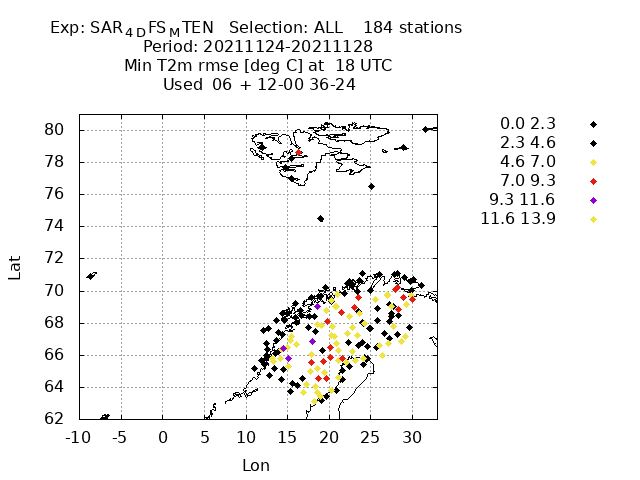 Exp: SAR4DFSMTEN   Selection: ALL    184 stations
Period: 20211124-20211128
Min T2m rmse [deg C] at  18 UTC
Used  06 + 12-00 36-24
0.0 2.3
2.3 4.6
4.6 7.0
7.0 9.3
9.3 11.6
11.6 13.9
80
78
76
74
72
70
68
66
64
62
Lat
-10 -5 0 5 10 15 20 25 30
Lon